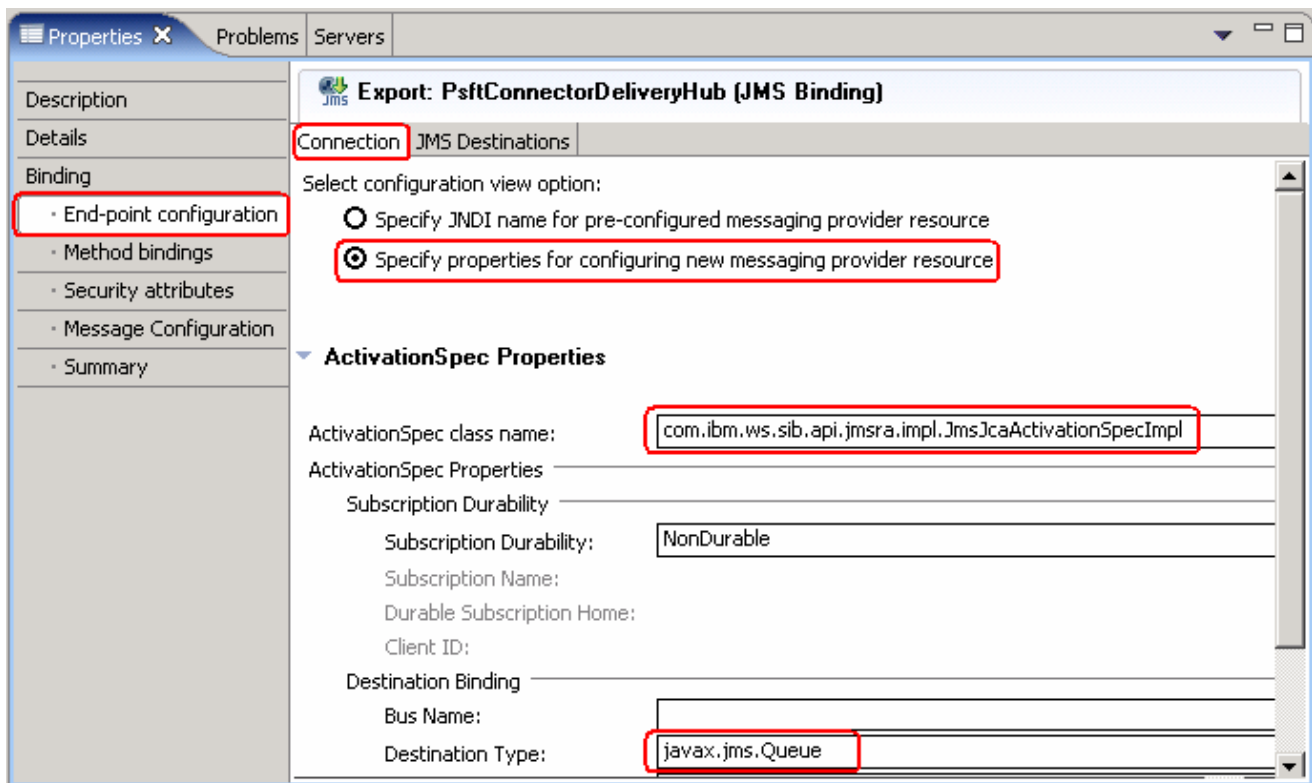 Properties Problems Servers
Description
Details
Binding
· End-point configuration
· Method bindings
· Security attributes
· Message Configuration
· Summary
JMS Export: PsftConnectorDeliveryHub (JMS Binding)
Connection JMS Destinations
Select configuration view option:
Specify JNDI name for pre-configured messaging provider resource
Specify properties for configuring new messaging provider resource
ActivationSpec Properties
ActivationSpec class name: com.ibm.ws.sib.api.jmsra.impl.JmsJcaActivationSpecImpl
ActivationSpec Properties
Subscription Durability
Subscription Durability: NonDurable
Subscription Name:
Durable Subscription Home:
Client ID:
Destination Binding
Bus Name:
Destination Type: javax.jms.Queue